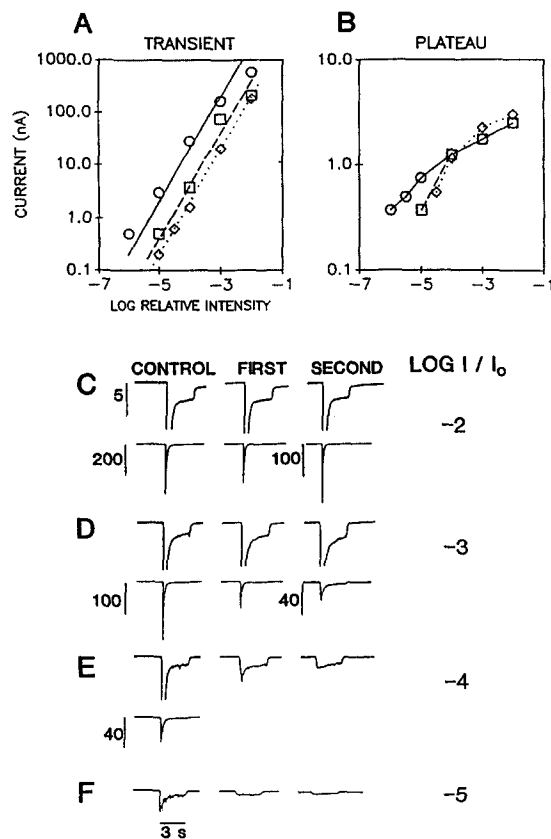 A
B
TRANSIENT
PLATEAU
CURRENT (nA)
1000.0
100.0
10.0
1.0
0.1
−7 −5 −3 −1
LOG RELATIVE INTENSITY
10.0
1.0
0.1
−7 −5 −3 −1
CONTROL FIRST SECOND LOG I / I₀
C
5
−2
200
100
D
−3
100
40
E
−4
40
F
−5
3 s